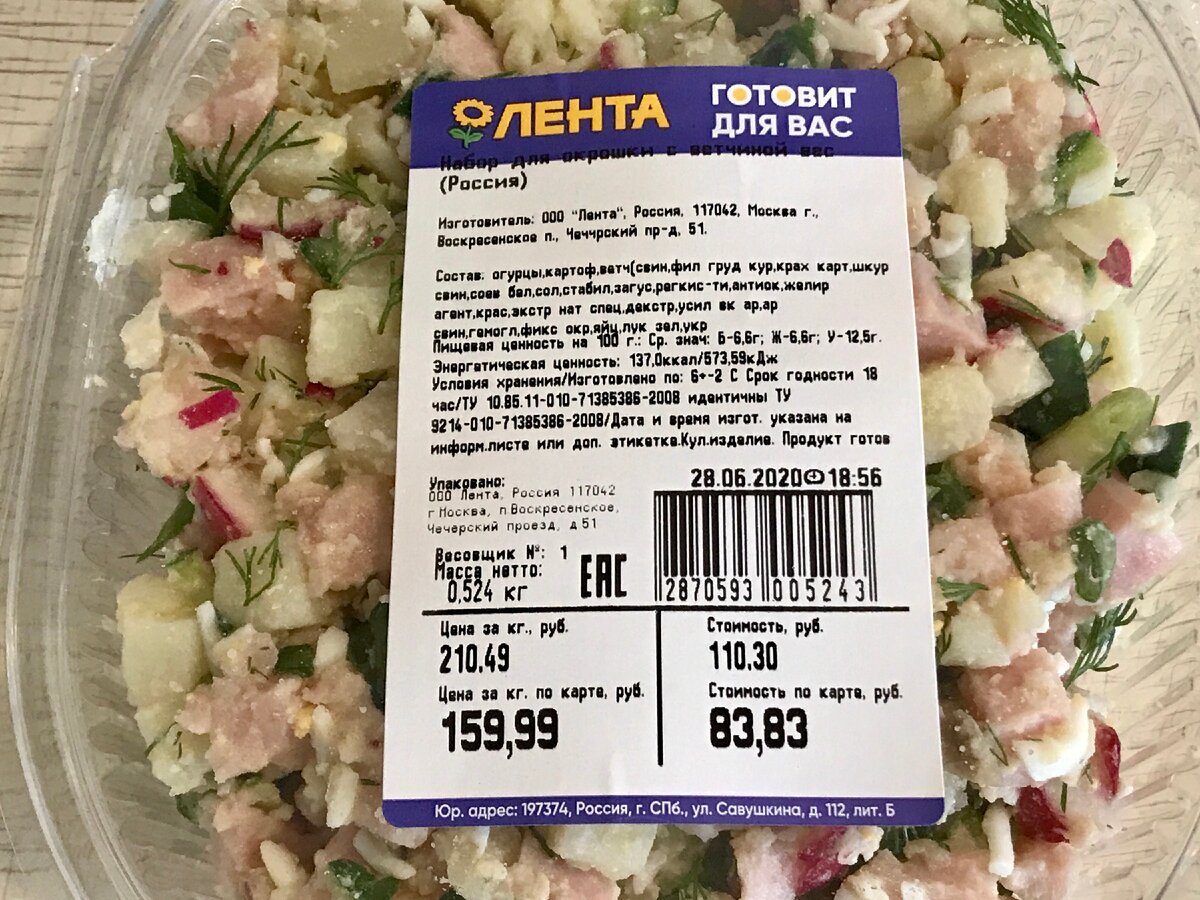 ЛЕНТА
ГОТОВИТ
ДЛЯ ВАС
Набор для окрошки с ветчиной вес
(Россия)
Изготовитель: ООО "Лента", Россия, 117042, Москва г.,
Воскресенское п., Чечрский пр-д, 51.
Состав: огурцы,картоф,ветч(свин,фил груд кур,крах карт,шкур
свин,соев бел,сол,стабил,загус,регкис-ти,антиок,желир
агент,крас,экстр нат спец,декстр,усил вк ар,ар
свин,гемогл,фикс окр,яйц,лук зел,укр
Пищевая ценность на 100 г.: Ср. знач: Б-6,6г; Ж-6,6г; У-12,5г.
Энергетическая ценность: 137,0ккал/573,59кДж
Условия хранения/Изготовлено по: 6+-2 С Срок годности 18
час/ТУ 10.85.11-010-71385386-2008 идентичны ТУ
9214-010-71385386-2008/Дата и время изгот. указана на
информ.листе или доп. этикетке.Кул.изделие. Продукт готов
Упаковано:
28.06.2020 18:56
ООО Лента, Россия 117042
г Москва, п.Воскресенское,
Чечерский проезд, д 51
Весовщик №: 1
Масса нетто:
0,524 кг
EAC
2870593 005243
Цена за кг., руб.
210,49
Стоимость, руб.
110,30
Цена за кг. по карте, руб.
159,99
Стоимость по карте, руб.
83,83
Юр. адрес: 197374, Россия, г. СПб., ул. Савушкина, д. 112, лит. Б